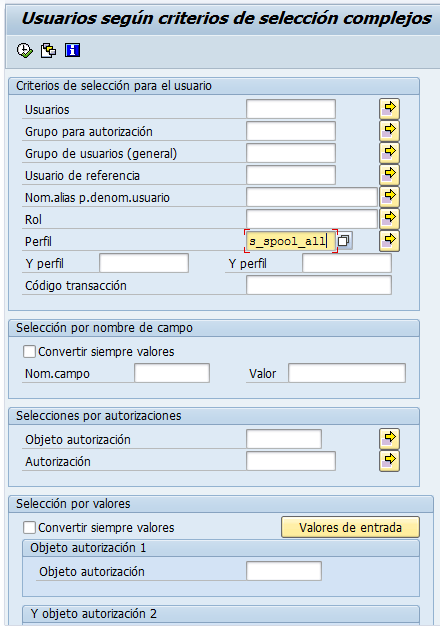 Usuarios según criterios de selección complejos
Criterios de selección para el usuario
Usuarios
Grupo para autorización
Grupo de usuarios (general)
Usuario de referencia
Nom.alias p.denom.usuario
Rol
Perfil s_spool_all
Y perfil Y perfil
Código transacción
Selección por nombre de campo
Convertir siempre valores
Nom.campo Valor
Selecciones por autorizaciones
Objeto autorización
Autorización
Selección por valores
Convertir siempre valores Valores de entrada
Objeto autorización 1
Objeto autorización
Y objeto autorización 2